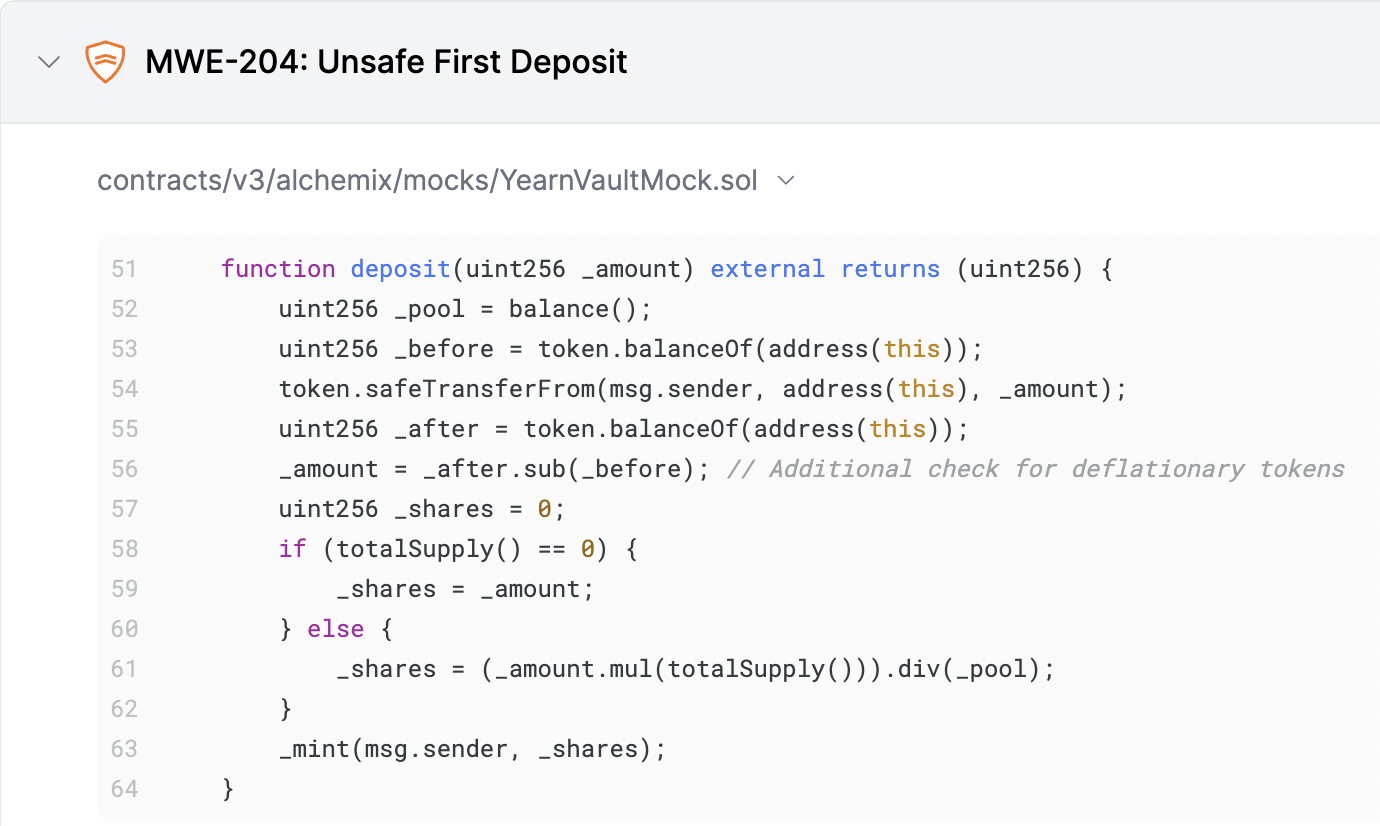 MWE-204: Unsafe First Deposit
contracts/v3/alchemix/mocks/YearnVaultMock.sol
51 function deposit(uint256 _amount) external returns (uint256) {
52 uint256 _pool = balance();
53 uint256 _before = token.balanceOf(address(this));
54 token.safeTransferFrom(msg.sender, address(this), _amount);
55 uint256 _after = token.balanceOf(address(this));
56 _amount = _after.sub(_before); // Additional check for deflationary tokens
57 uint256 _shares = 0;
58 if (totalSupply() == 0) {
59 _shares = _amount;
60 } else {
61 _shares = (_amount.mul(totalSupply())).div(_pool);
62 }
63 _mint(msg.sender, _shares);
64 }